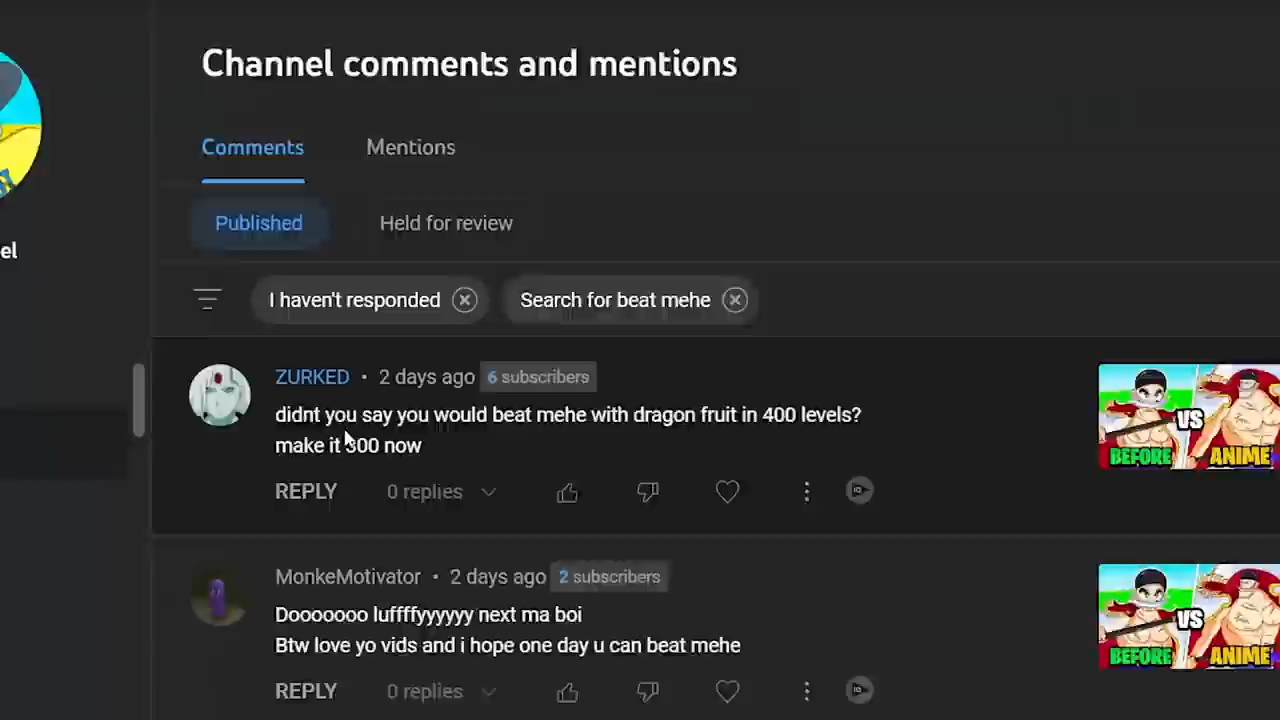 Channel comments and mentions
Comments Mentions
Published Held for review
el
I haven't responded Search for beat mehe
ZURKED • 2 days ago 6 subscribers
didnt you say you would beat mehe with dragon fruit in 400 levels?
make it 300 now
VS
BEFORE ANIME
REPLY 0 replies
MonkeMotivator • 2 days ago 2 subscribers
Dooooooo luffffyyyyyy next ma boi
Btw love yo vids and i hope one day u can beat mehe
VS
BEFORE ANIME
REPLY 0 replies